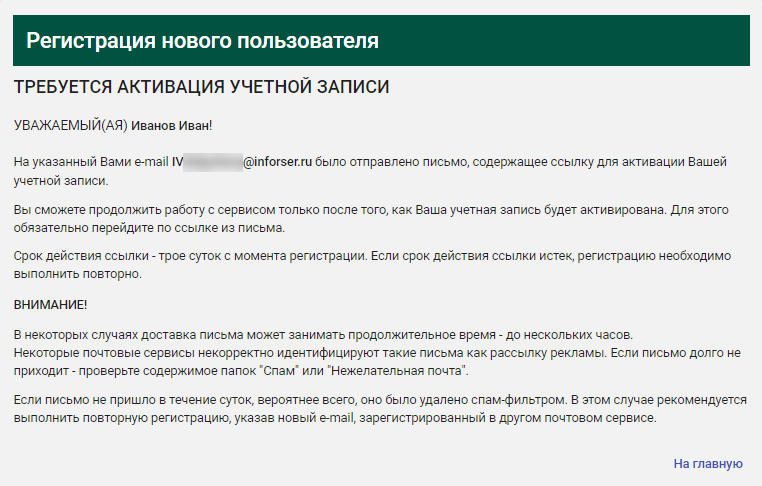 Регистрация нового пользователя
ТРЕБУЕТСЯ АКТИВАЦИЯ УЧЕТНОЙ ЗАПИСИ
УВАЖАЕМЫЙ(АЯ) Иванов Иван!
На указанный Вами e-mail IV @inforser.ru было отправлено письмо, содержащее ссылку для активации Вашей
учетной записи.
Вы сможете продолжить работу с сервисом только после того, как Ваша учетная запись будет активирована. Для этого
обязательно перейдите по ссылке из письма.
Срок действия ссылки - трое суток с момента регистрации. Если срок действия ссылки истек, регистрацию необходимо
выполнить повторно.
ВНИМАНИЕ!
В некоторых случаях доставка письма может занимать продолжительное время - до нескольких часов.
Некоторые почтовые сервисы некорректно идентифицируют такие письма как рассылку рекламы. Если письмо долго не
приходит - проверьте содержимое папок "Спам" или "Нежелательная почта".
Если письмо не пришло в течение суток, вероятнее всего, оно было удалено спам-фильтром. В этом случае рекомендуется
выполнить повторную регистрацию, указав новый e-mail, зарегистрированный в другом почтовом сервисе.
На главную